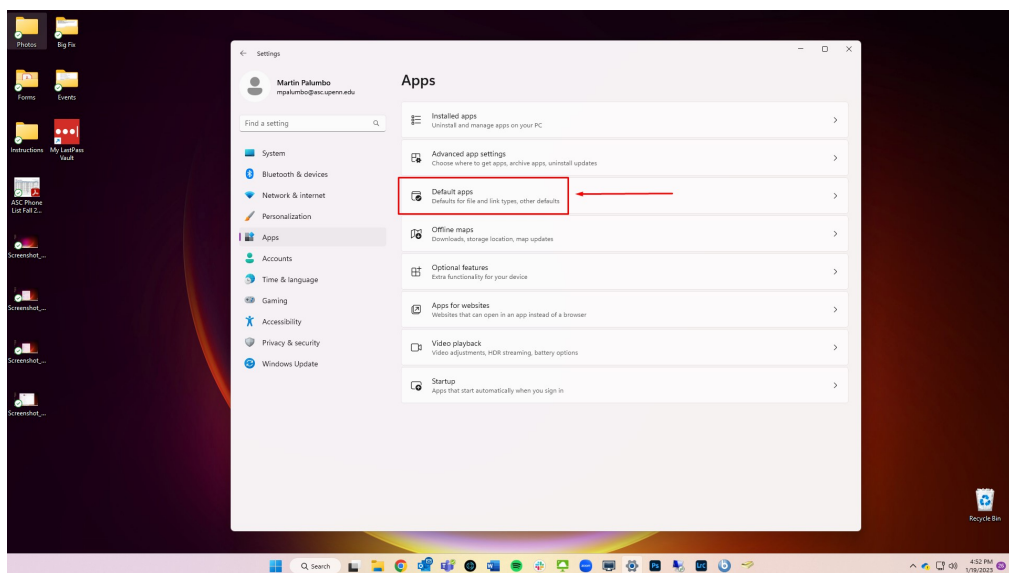 Photos
Big Fix
Forms
Events
Instructions
My LastPass
Vault
ASC Phone
List Fall 2...
Screenshot_...
Screenshot_...
Screenshot_...
Screenshot_...
Settings
Martin Palumbo
mpalumbo@asc.upenn.edu
Find a setting
System
Bluetooth & devices
Network & internet
Personalization
Apps
Accounts
Time & language
Gaming
Accessibility
Privacy & security
Windows Update
Apps
Installed apps
Uninstall and manage apps on your PC
Advanced app settings
Choose where to get apps, archive apps, uninstall updates
Default apps
Defaults for file and link types, other defaults
Offline maps
Downloads, storage location, map updates
Optional features
Extra functionality for your device
Apps for websites
Websites that can open in an app instead of a browser
Video playback
Video adjustments, HDR streaming, battery options
Startup
Apps that start automatically when you sign in
Recycle Bin
Search
Ps
LrC
4:52 PM
1/19/2023